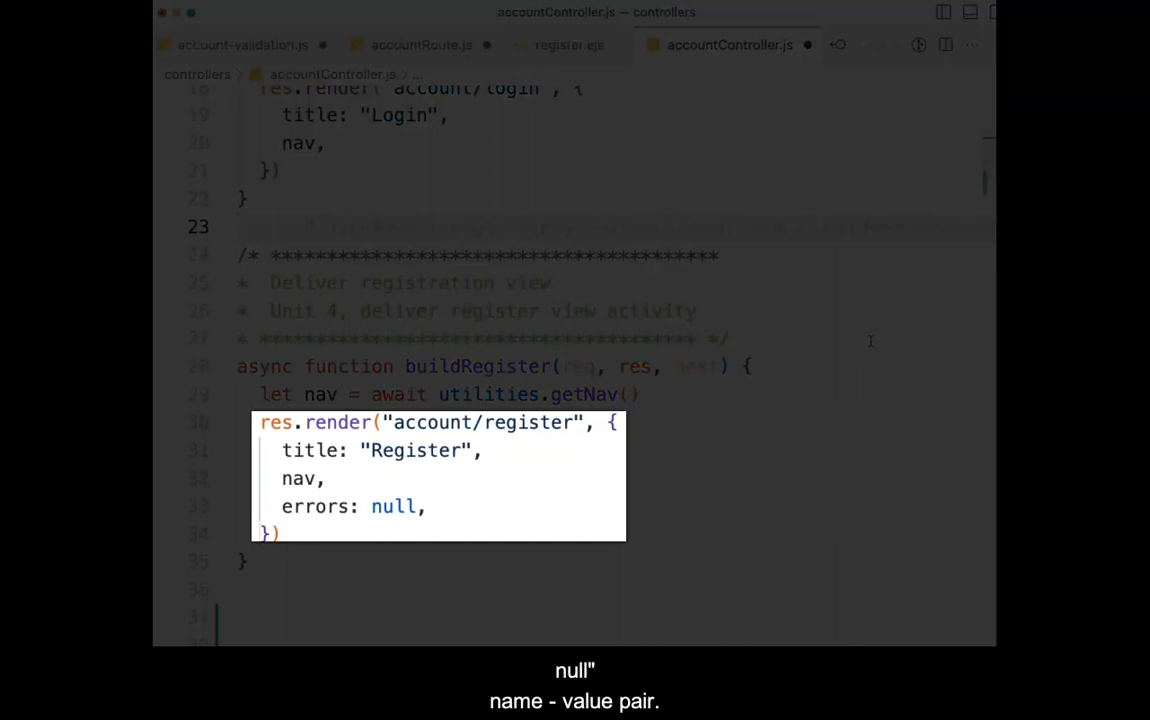 accountController.js — controllers
account-validation.js accountRoute.js register.ejs accountController.js
controllers > accountController.js > ...
18 res.render("account/login", {
19 title: "Login",
20 nav,
21 })
22 }
23
24 /* ****************************************
25 * Deliver registration view
26 * Unit 4, deliver register view activity
27 * *************************************** */
28 async function buildRegister(req, res, next) {
29 let nav = await utilities.getNav()
30 res.render("account/register", {
31 title: "Register",
32 nav,
33 errors: null,
34 })
35 }
36
37
38
null"
name - value pair.